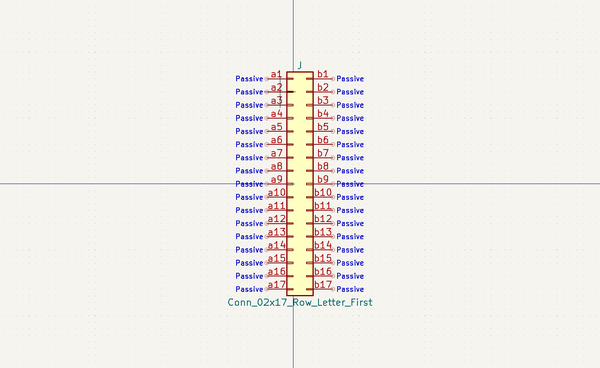 J
Passive a1 b1 Passive
Passive a2 b2 Passive
Passive a3 b3 Passive
Passive a4 b4 Passive
Passive a5 b5 Passive
Passive a6 b6 Passive
Passive a7 b7 Passive
Passive a8 b8 Passive
Passive a9 b9 Passive
Passive a10 b10 Passive
Passive a11 b11 Passive
Passive a12 b12 Passive
Passive a13 b13 Passive
Passive a14 b14 Passive
Passive a15 b15 Passive
Passive a16 b16 Passive
Passive a17 b17 Passive
Conn_02x17_Row_Letter_First